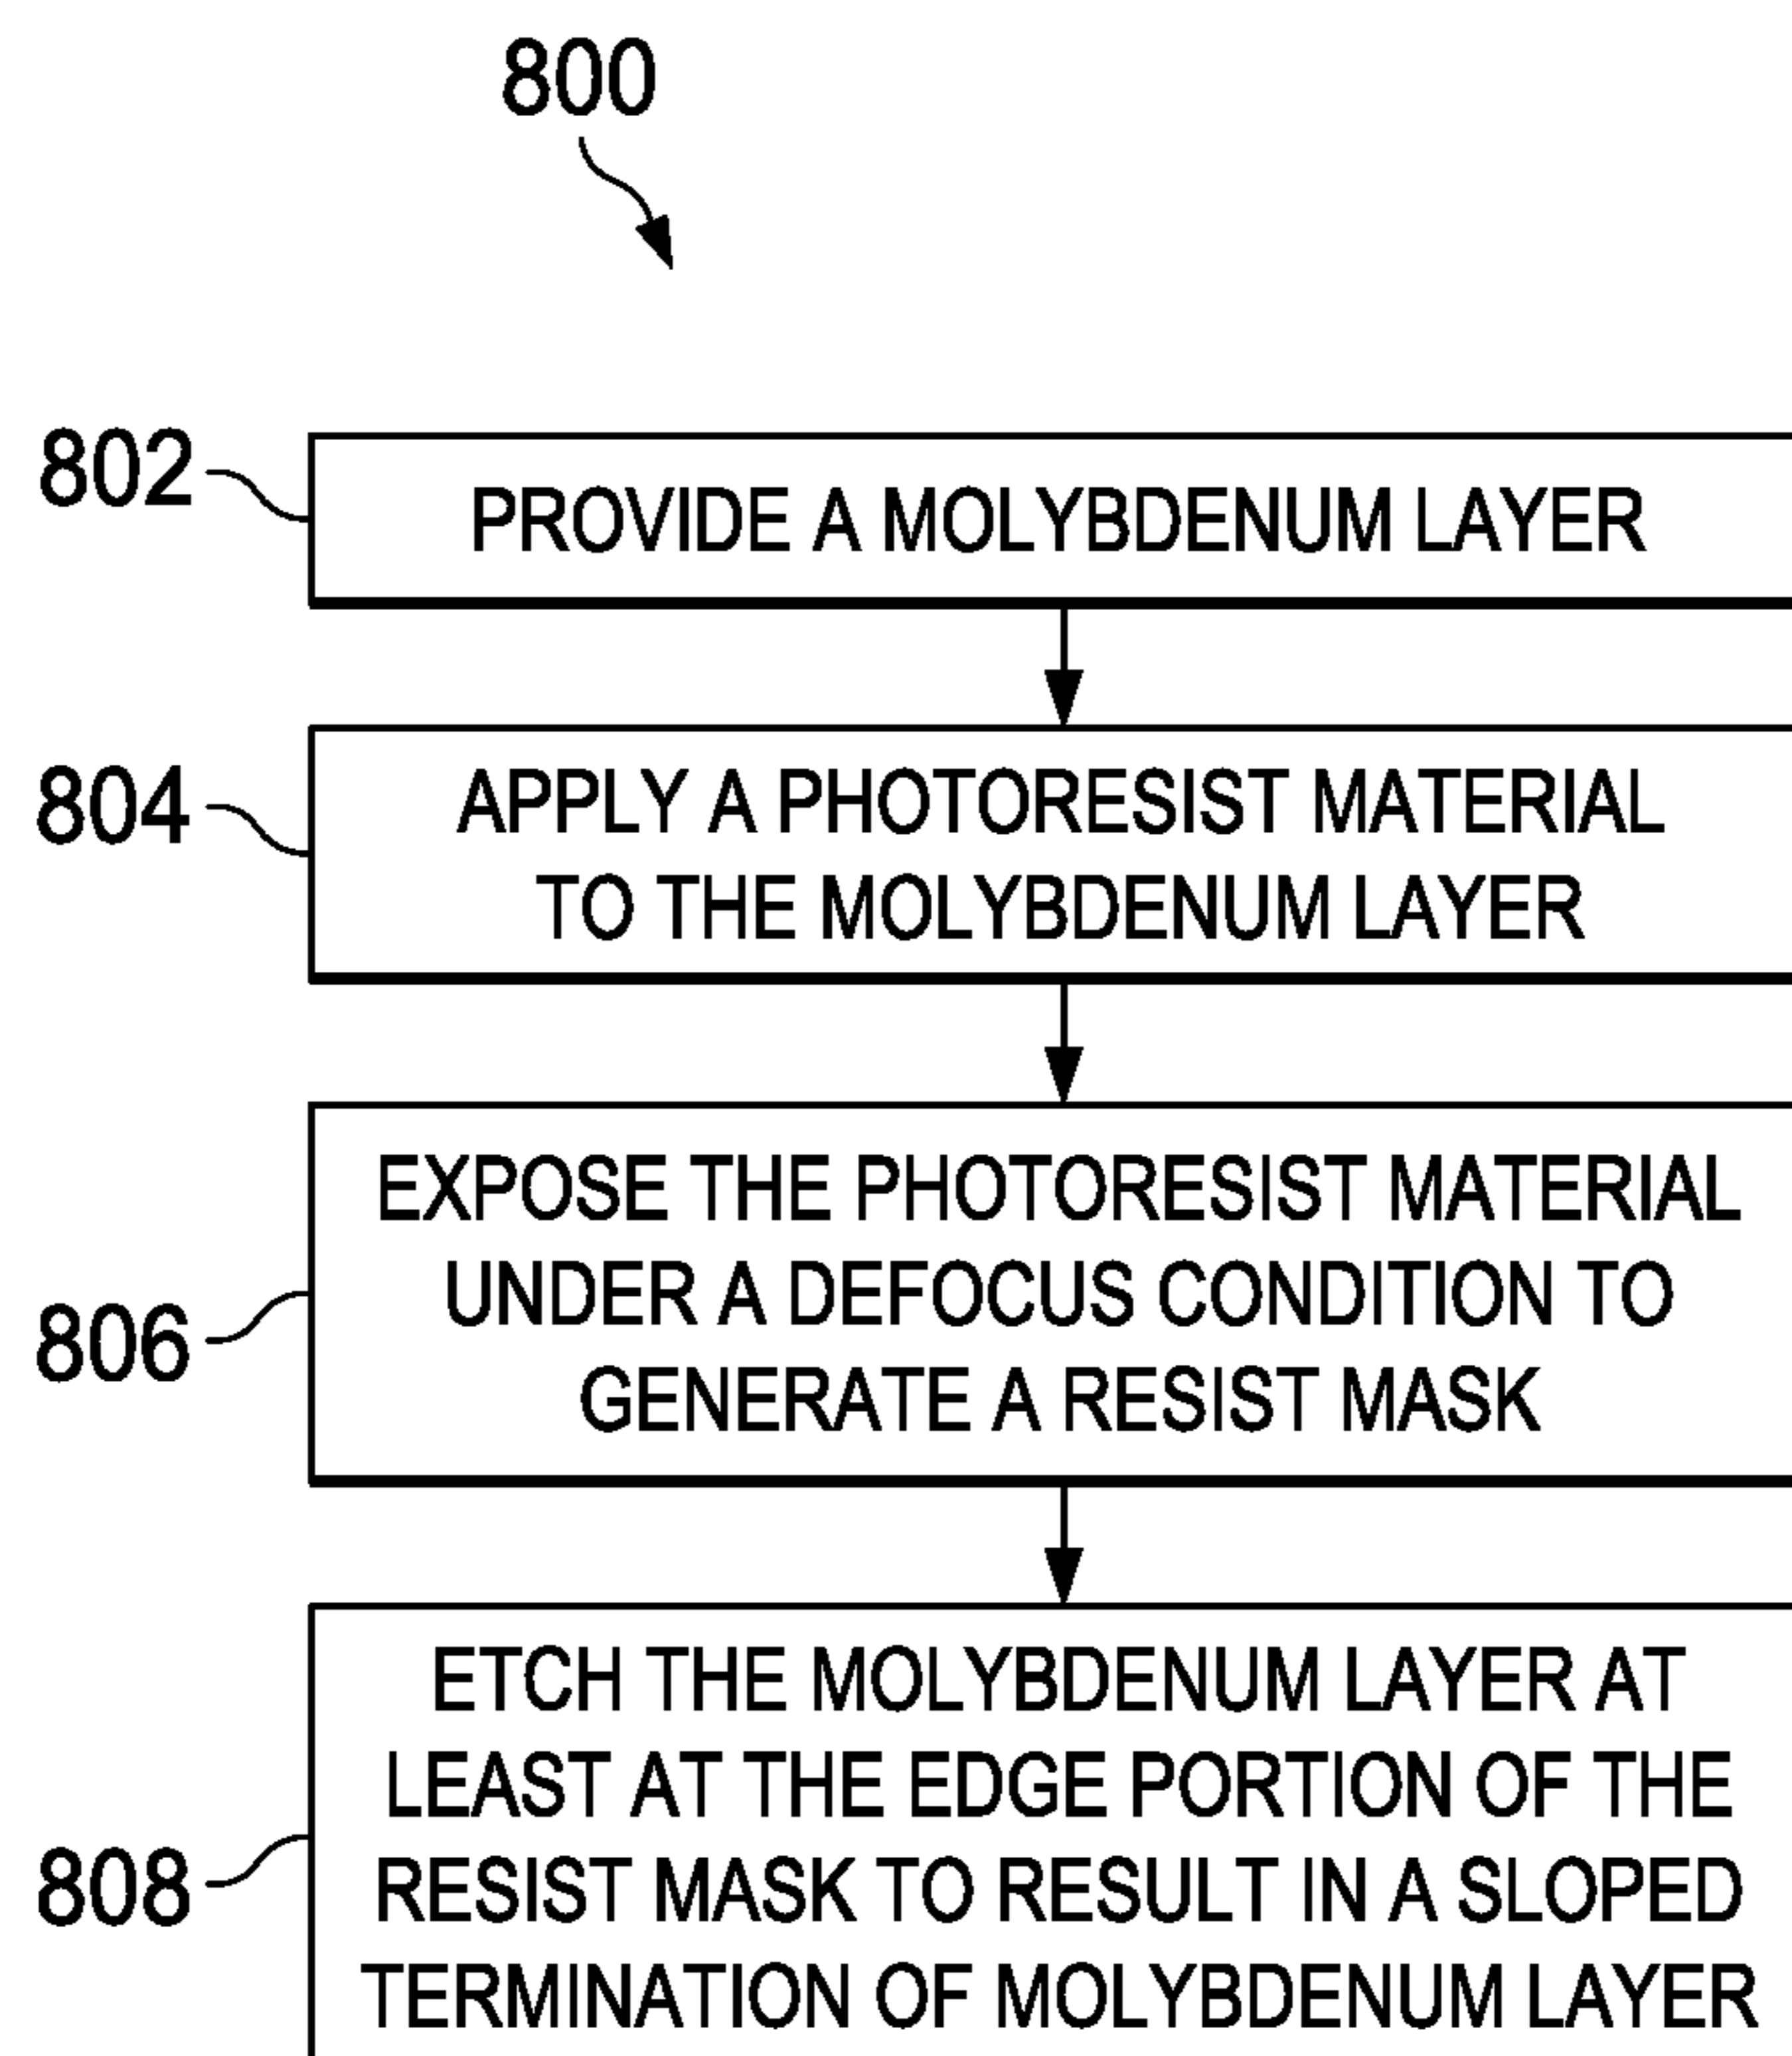 800
802
PROVIDE A MOLYBDENUM LAYER
804
APPLY A PHOTORESIST MATERIAL
TO THE MOLYBDENUM LAYER
806
EXPOSE THE PHOTORESIST MATERIAL
UNDER A DEFOCUS CONDITION TO
GENERATE A RESIST MASK
808
ETCH THE MOLYBDENUM LAYER AT
LEAST AT THE EDGE PORTION OF THE
RESIST MASK TO RESULT IN A SLOPED
TERMINATION OF MOLYBDENUM LAYER